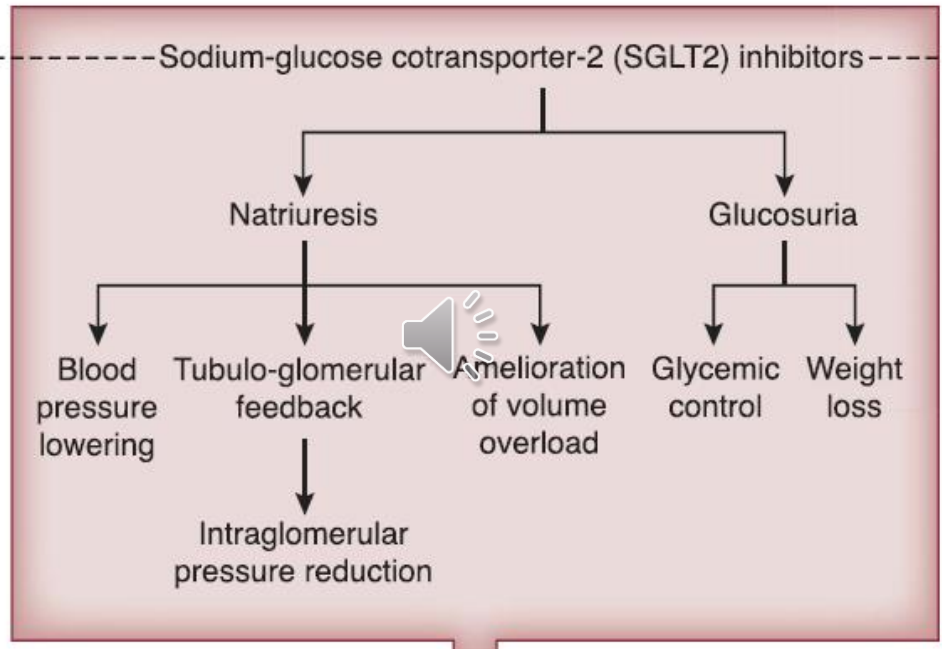 Sodium-glucose cotransporter-2 (SGLT2) inhibitors
Natriuresis
Glucosuria
Blood
pressure
lowering
Tubulo-glomerular
feedback
Amelioration
of volume
overload
Glycemic
control
Weight
loss
Intraglomerular
pressure reduction